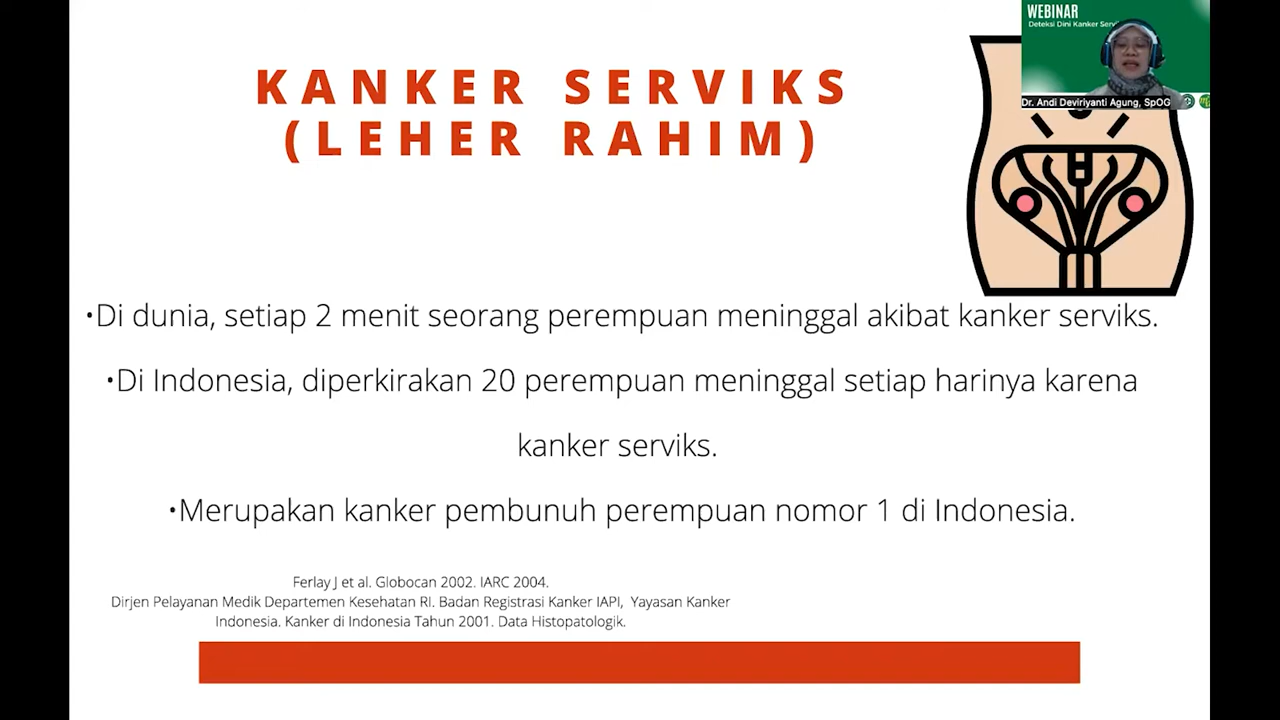 WEBINAR
Deteksi Dini Kanker
Dr. Andi Deviriyanti Agung, SpOG
KANKER SERVIKS
(LEHER RAHIM)
•Di dunia, setiap 2 menit seorang perempuan meninggal akibat kanker serviks.
•Di Indonesia, diperkirakan 20 perempuan meninggal setiap harinya karena
kanker serviks.
•Merupakan kanker pembunuh perempuan nomor 1 di Indonesia.
Ferlay J et al. Globocan 2002. IARC 2004.
Dirjen Pelayanan Medik Departemen Kesehatan RI. Badan Registrasi Kanker IAPI, Yayasan Kanker
Indonesia. Kanker di Indonesia Tahun 2001. Data Histopatologik.